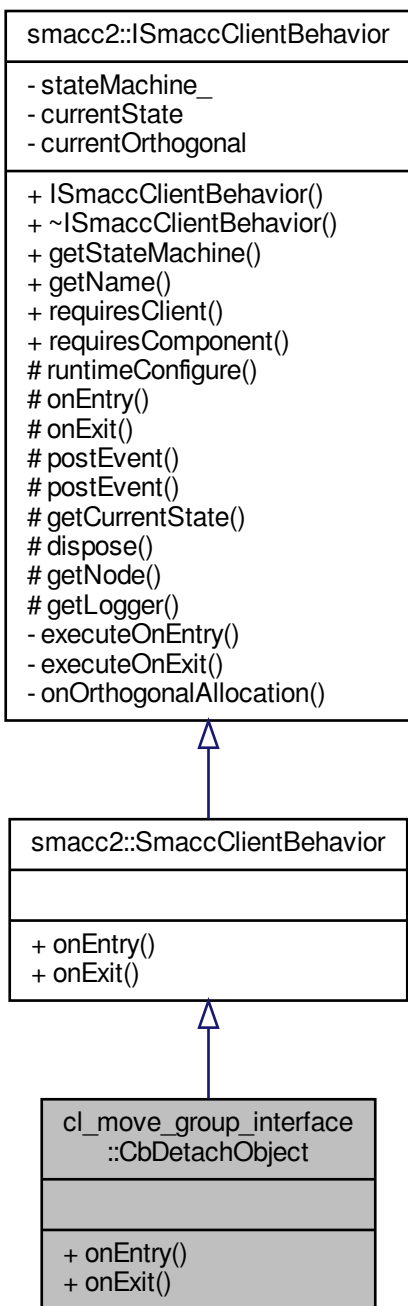 smacc2::ISmaccClientBehavior
- stateMachine_
- currentState
- currentOrthogonal
+ ISmaccClientBehavior()
+ ~ISmaccClientBehavior()
+ getStateMachine()
+ getName()
+ requiresClient()
+ requiresComponent()
# runtimeConfigure()
# onEntry()
# onExit()
# postEvent()
# postEvent()
# getCurrentState()
# dispose()
# getNode()
# getLogger()
- executeOnEntry()
- executeOnExit()
- onOrthogonalAllocation()
smacc2::SmaccClientBehavior
+ onEntry()
+ onExit()
cl_move_group_interface
::CbDetachObject
+ onEntry()
+ onExit()